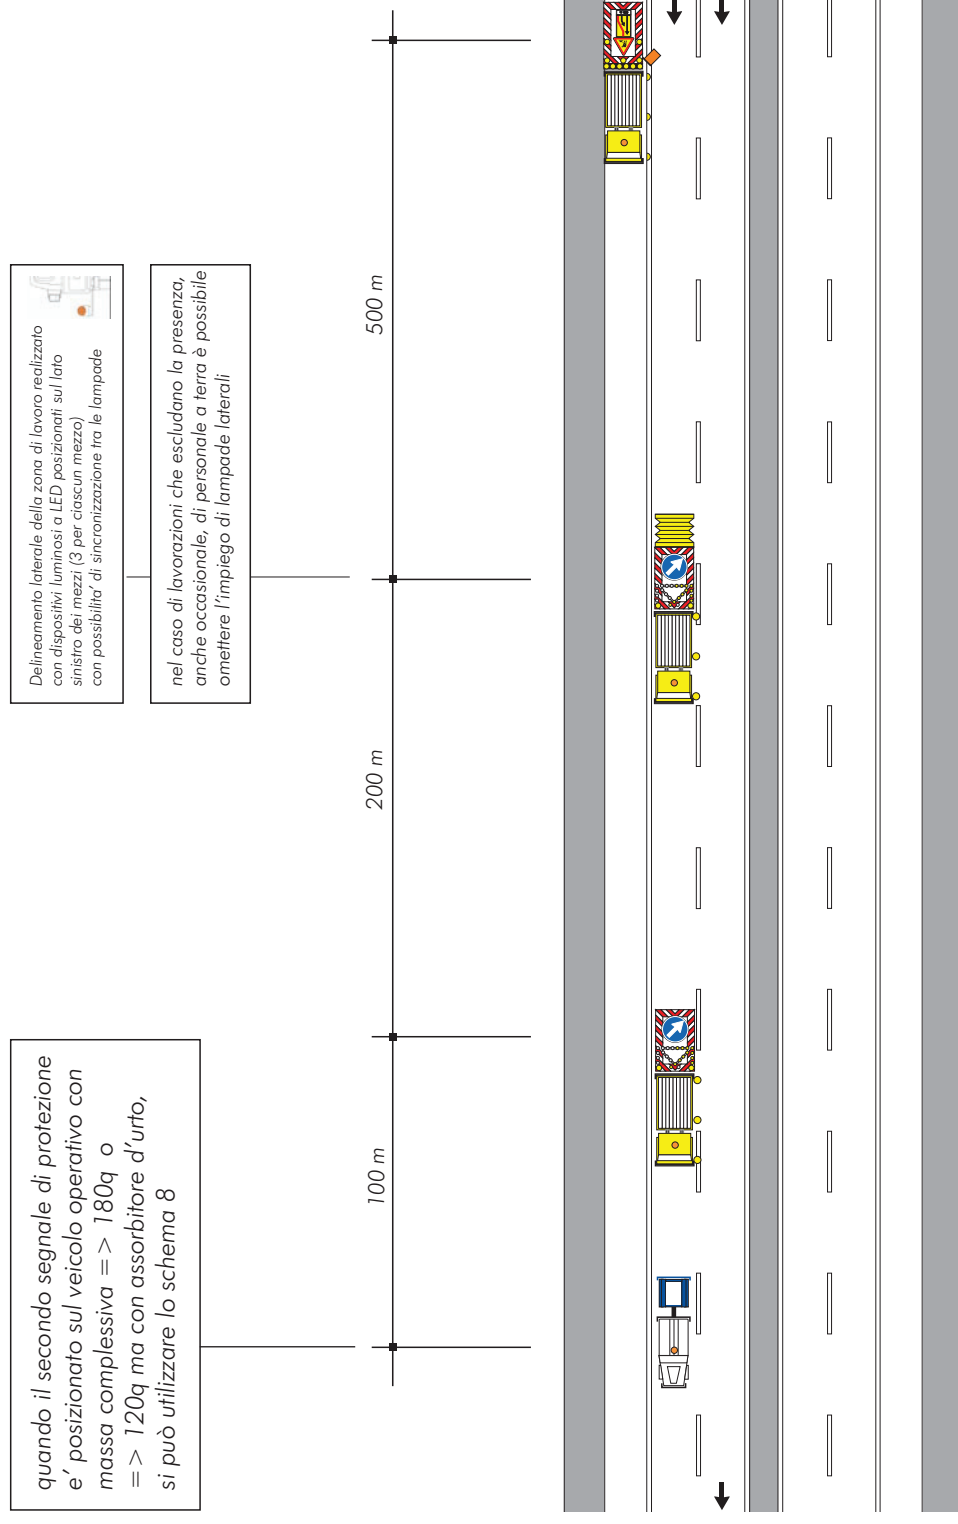 Delineamento laterale della zona di lavoro realizzato
con dispositvi luminosi a LED posizionati sul lato
sinistro dei mezzi (3 per ciascun mezzo)
con possibilita' di sincronizzazione tra le lampade
nel caso di lavorazioni che escludano la presenza,
anche occasionale, di personale a terra è possibile
omettere l'impiego di lampade laterali
quando il secondo segnale di protezione
e' posizionato sul veicolo operativo con
massa complessiva => 180q o
=> 120q ma con assorbitore d'urto,
si può utilizzare lo schema 8
500 m
200 m
100 m